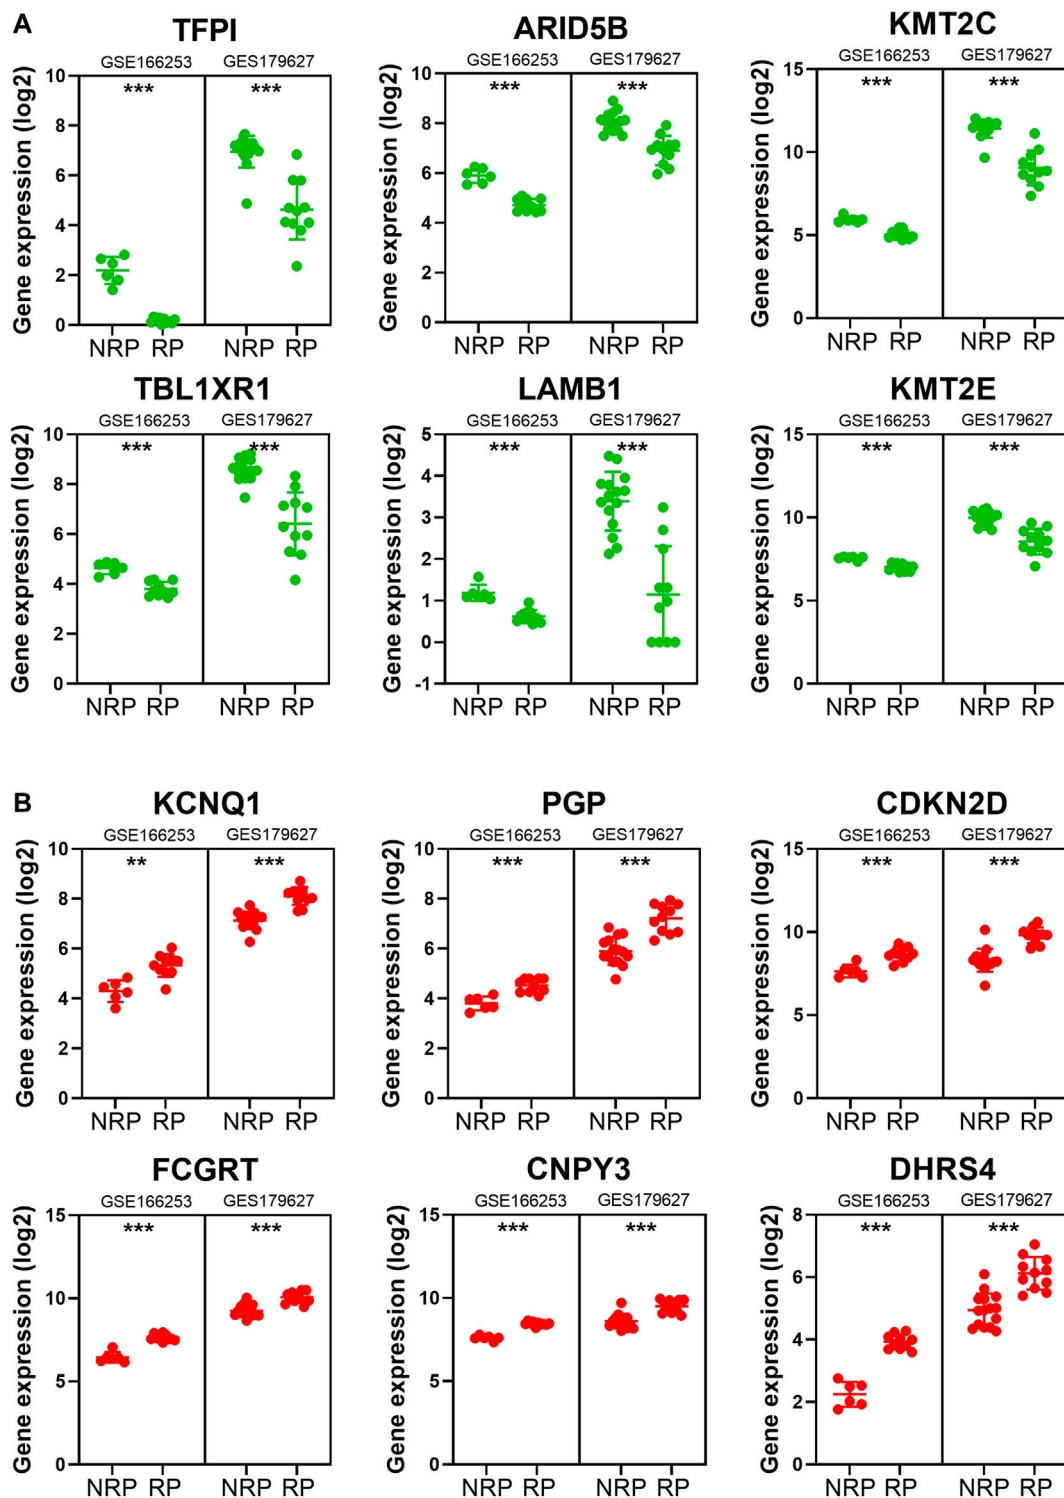 A
TFPI
ARID5B
KMT2C
GSE166253 GES179627
GSE166253 GES179627
GSE166253 GES179627
Gene expression (log2)
10
8
6
4
2
0
*** ***
NRP RP NRP RP
Gene expression (log2)
10
8
6
4
2
0
*** ***
NRP RP NRP RP
Gene expression (log2)
15
10
5
0
*** ***
NRP RP NRP RP
TBL1XR1
LAMB1
KMT2E
GSE166253 GES179627
GSE166253 GES179627
GSE166253 GES179627
Gene expression (log2)
10
8
6
4
2
0
*** ***
NRP RP NRP RP
Gene expression (log2)
5
4
3
2
1
0
-1
*** ***
NRP RP NRP RP
Gene expression (log2)
15
10
5
0
*** ***
NRP RP NRP RP
B
KCNQ1
PGP
CDKN2D
GSE166253 GES179627
GSE166253 GES179627
GSE166253 GES179627
Gene expression (log2)
10
8
6
4
2
0
** ***
NRP RP NRP RP
Gene expression (log2)
10
8
6
4
2
0
*** ***
NRP RP NRP RP
Gene expression (log2)
15
10
5
0
*** ***
NRP RP NRP RP
FCGRT
CNPY3
DHRS4
GSE166253 GES179627
GSE166253 GES179627
GSE166253 GES179627
Gene expression (log2)
15
10
5
0
*** ***
NRP RP NRP RP
Gene expression (log2)
15
10
5
0
*** ***
NRP RP NRP RP
Gene expression (log2)
8
6
4
2
0
*** ***
NRP RP NRP RP